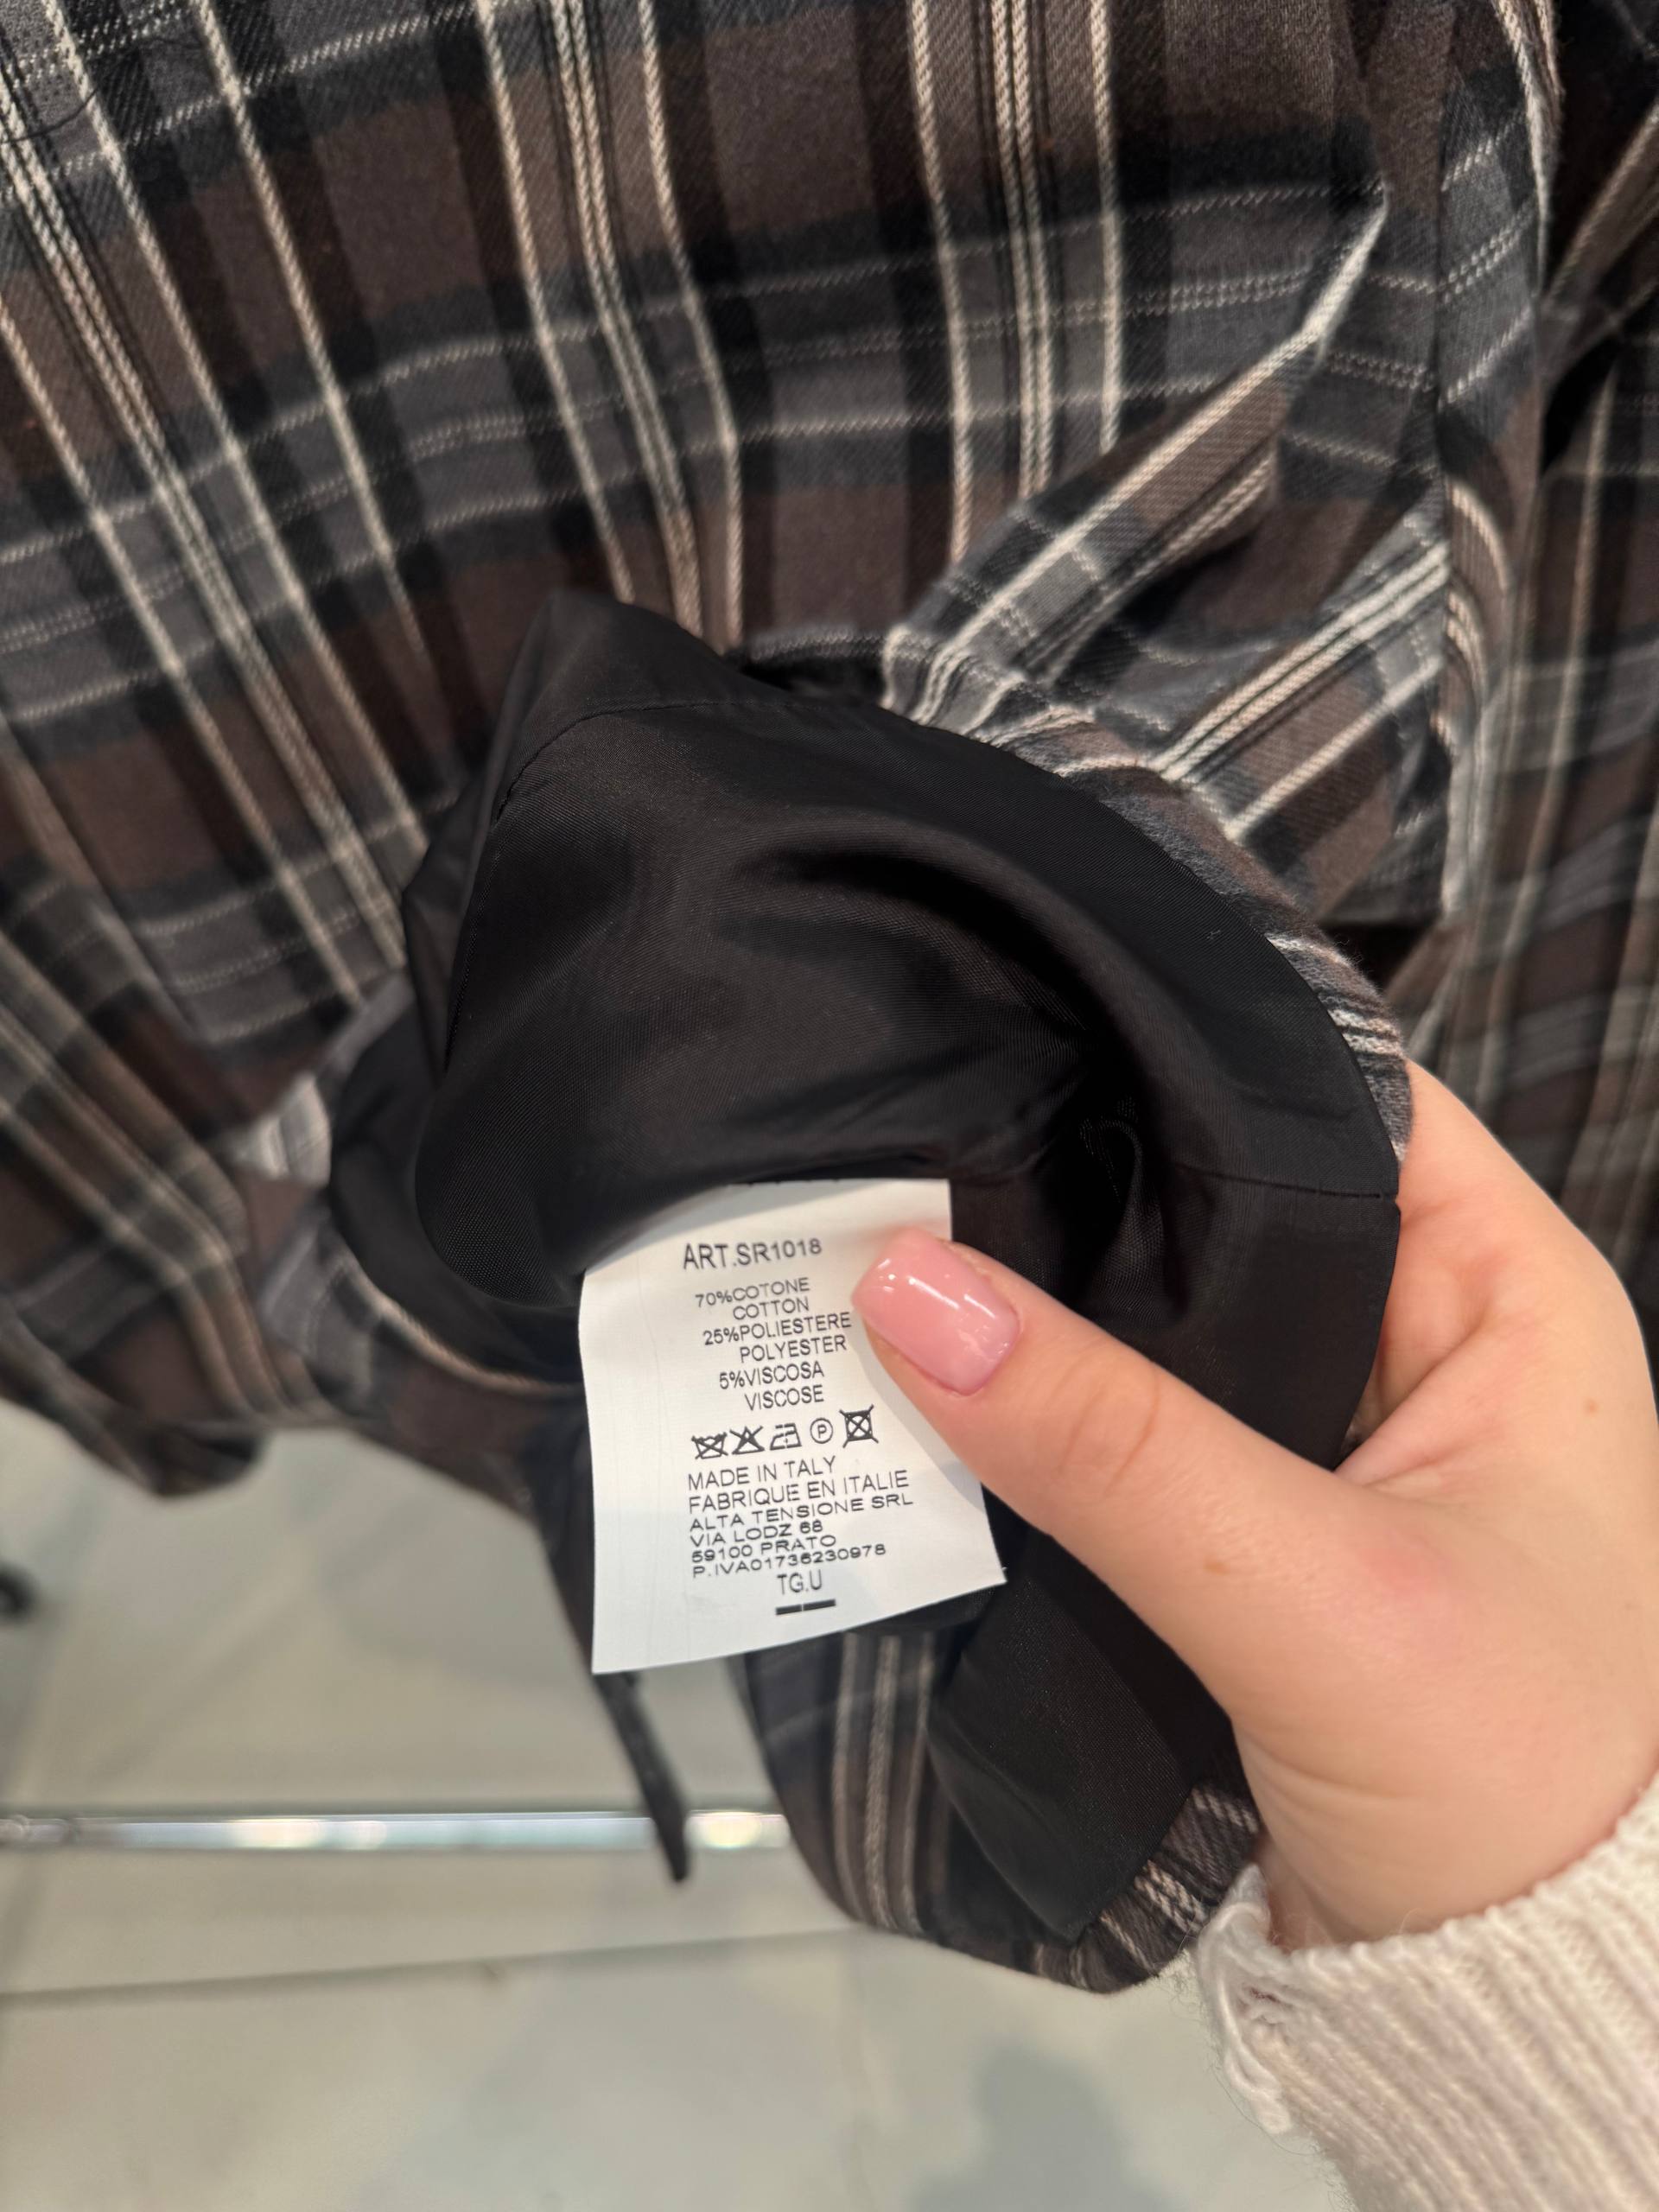 ART.SR1018
70%COTONE
COTTON
25%POLIESTERE
POLYESTER
5%VISCOSA
VISCOSE
P
MADE IN TALY
FABRIQUE EN ITALIE
ALTA TENSIONE SRL
VIA LODZ 68
59100 PRATO
P.IVA01736230978
TG.U